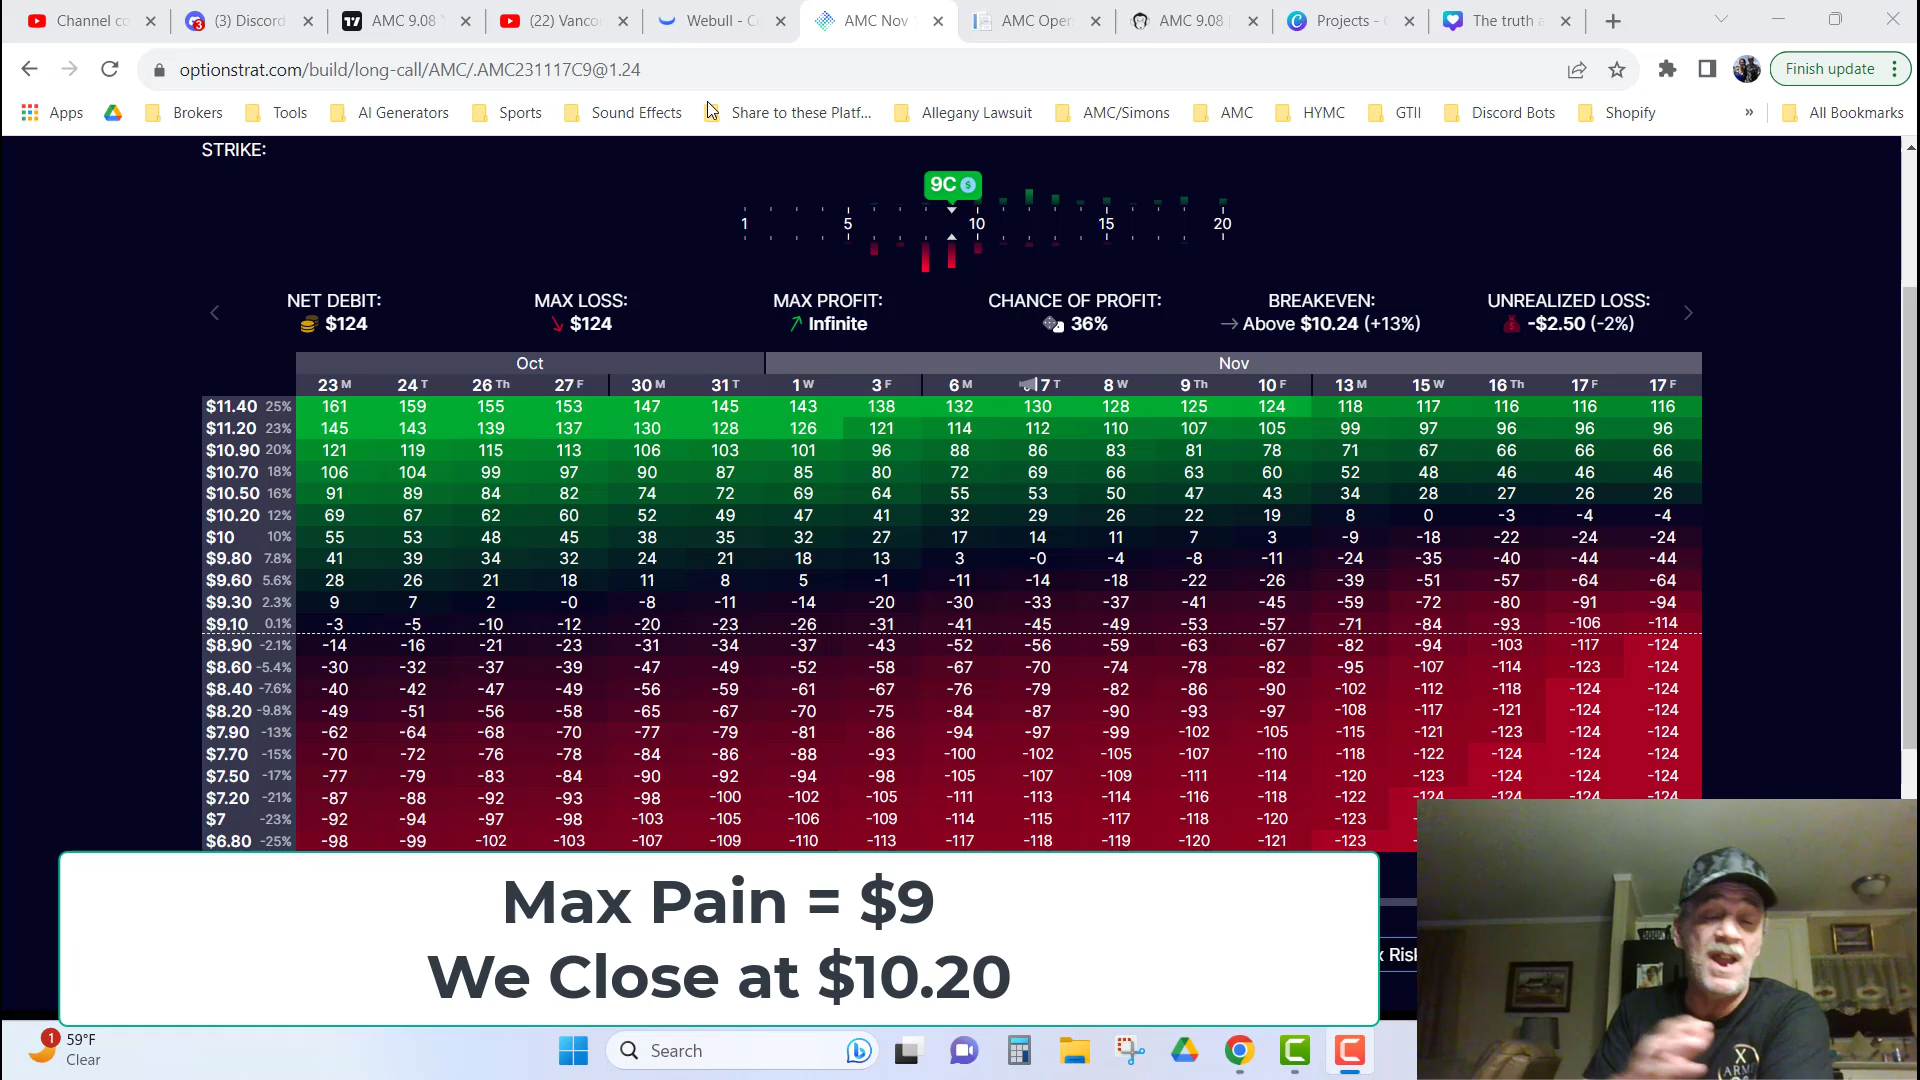 Channel co
(3) Discord
AMC 9.08
(22) Vanco
Webull - C
AMC Nov
AMC Open
AMC 9.08
Projects -
The truth a
optionstrat.com/build/long-call/AMC/.AMC231117C9@1.24
Finish update
Apps
Brokers
Tools
AI Generators
Sports
Sound Effects
Share to these Platf...
Allegany Lawsuit
AMC/Simons
AMC
HYMC
GTII
Discord Bots
Shopify
»
All Bookmarks
STRIKE:
9C
1 5 10 15 20
NET DEBIT: MAX LOSS: MAX PROFIT: CHANCE OF PROFIT: BREAKEVEN: UNREALIZED LOSS:
$124 $124 Infinite 36% Above $10.24 (+13%) -$2.50 (-2%)
Oct Nov
23 M 24 T 26 Th 27 F 30 M 31 T 1 W 3 F 6 M 7 T 8 W 9 Th 10 F 13 M 15 W 16 Th 17 F 17 F
$11.40 25% 161 159 155 153 147 145 143 138 132 130 128 125 124 118 117 116 116 116
$11.20 23% 145 143 139 137 130 128 126 121 114 112 110 107 105 99 97 96 96 96
$10.90 20% 121 119 115 113 106 103 101 96 88 86 83 81 78 71 67 66 66 66
$10.70 18% 106 104 99 97 90 87 85 80 72 69 66 63 60 52 48 46 46 46
$10.50 16% 91 89 84 82 74 72 69 64 55 53 50 47 43 34 28 27 26 26
$10.20 12% 69 67 62 60 52 49 47 41 32 29 26 22 19 8 0 -3 -4 -4
$10 10% 55 53 48 45 38 35 32 27 17 14 11 7 3 -9 -18 -22 -24 -24
$9.80 7.8% 41 39 34 32 24 21 18 13 3 -0 -4 -8 -11 -24 -35 -40 -44 -44
$9.60 5.6% 28 26 21 18 11 8 5 -1 -11 -14 -18 -22 -26 -39 -51 -57 -64 -64
$9.30 2.3% 9 7 2 -0 -8 -11 -14 -20 -30 -33 -37 -41 -45 -59 -72 -80 -91 -94
$9.10 0.1% -3 -5 -10 -12 -20 -23 -26 -31 -41 -45 -49 -53 -57 -71 -84 -93 -106 -114
$8.90 -2.1% -14 -16 -21 -23 -31 -34 -37 -43 -52 -56 -59 -63 -67 -82 -94 -103 -117 -124
$8.60 -5.4% -30 -32 -37 -39 -47 -49 -52 -58 -67 -70 -74 -78 -82 -95 -107 -114 -123 -124
$8.40 -7.6% -40 -42 -47 -49 -56 -59 -61 -67 -76 -79 -82 -86 -90 -102 -112 -118 -124 -124
$8.20 -9.8% -49 -51 -56 -58 -65 -67 -70 -75 -84 -87 -90 -93 -97 -108 -117 -121 -124 -124
$7.90 -13% -62 -64 -68 -70 -77 -79 -81 -86 -94 -97 -99 -102 -105 -115 -121 -123 -124 -124
$7.70 -15% -70 -72 -76 -78 -84 -86 -88 -93 -100 -102 -105 -107 -110 -118 -122 -124 -124 -124
$7.50 -17% -77 -79 -83 -84 -90 -92 -94 -98 -105 -107 -109 -111 -114 -120 -123 -124 -124 -124
$7.20 -21% -87 -88 -92 -93 -98 -100 -102 -105 -111 -113 -114 -116 -118 -122 -124 -124 -124 -124
$7 -23% -92 -94 -97 -98 -103 -105 -106 -109 -114 -115 -117 -118 -120 -123
$6.80 -25% -98 -99 -102 -103 -107 -109 -110 -113 -117 -118 -119 -120 -121 -123
Max Pain = $9
We Close at $10.20
x Risk
1
59°F
Clear
Search
X
ARMY